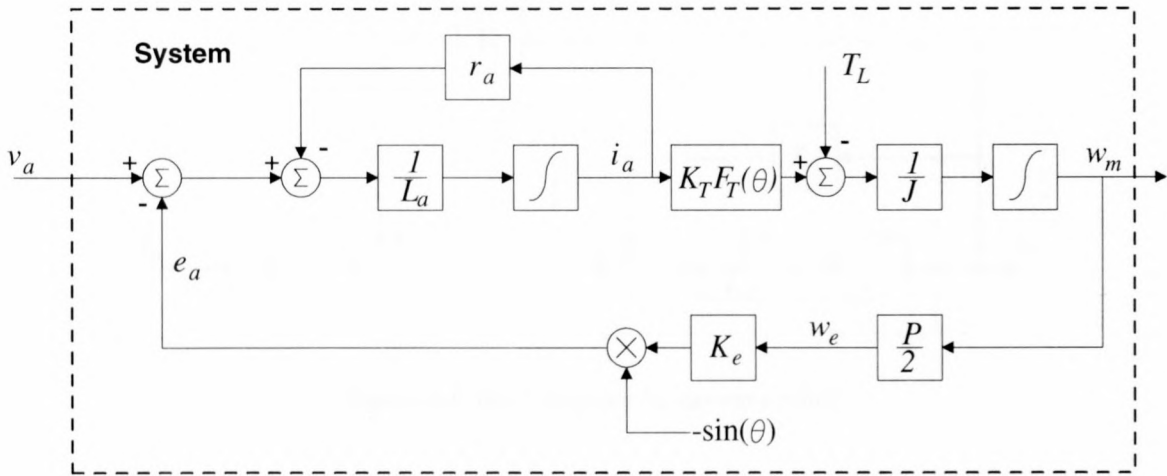 System
r_a
T_L
v_a
+
-
Σ
+
-
Σ
1/L_a
∫
i_a
K_T F_T(θ)
+
-
Σ
1/J
∫
w_m
e_a
×
K_e
w_e
P/2
-sin(θ)